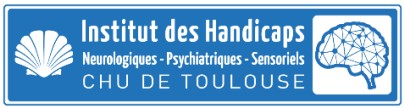 Institut des Handicaps
Neurologiques - Psychiatriques - Sensoriels
CHU DE TOULOUSE